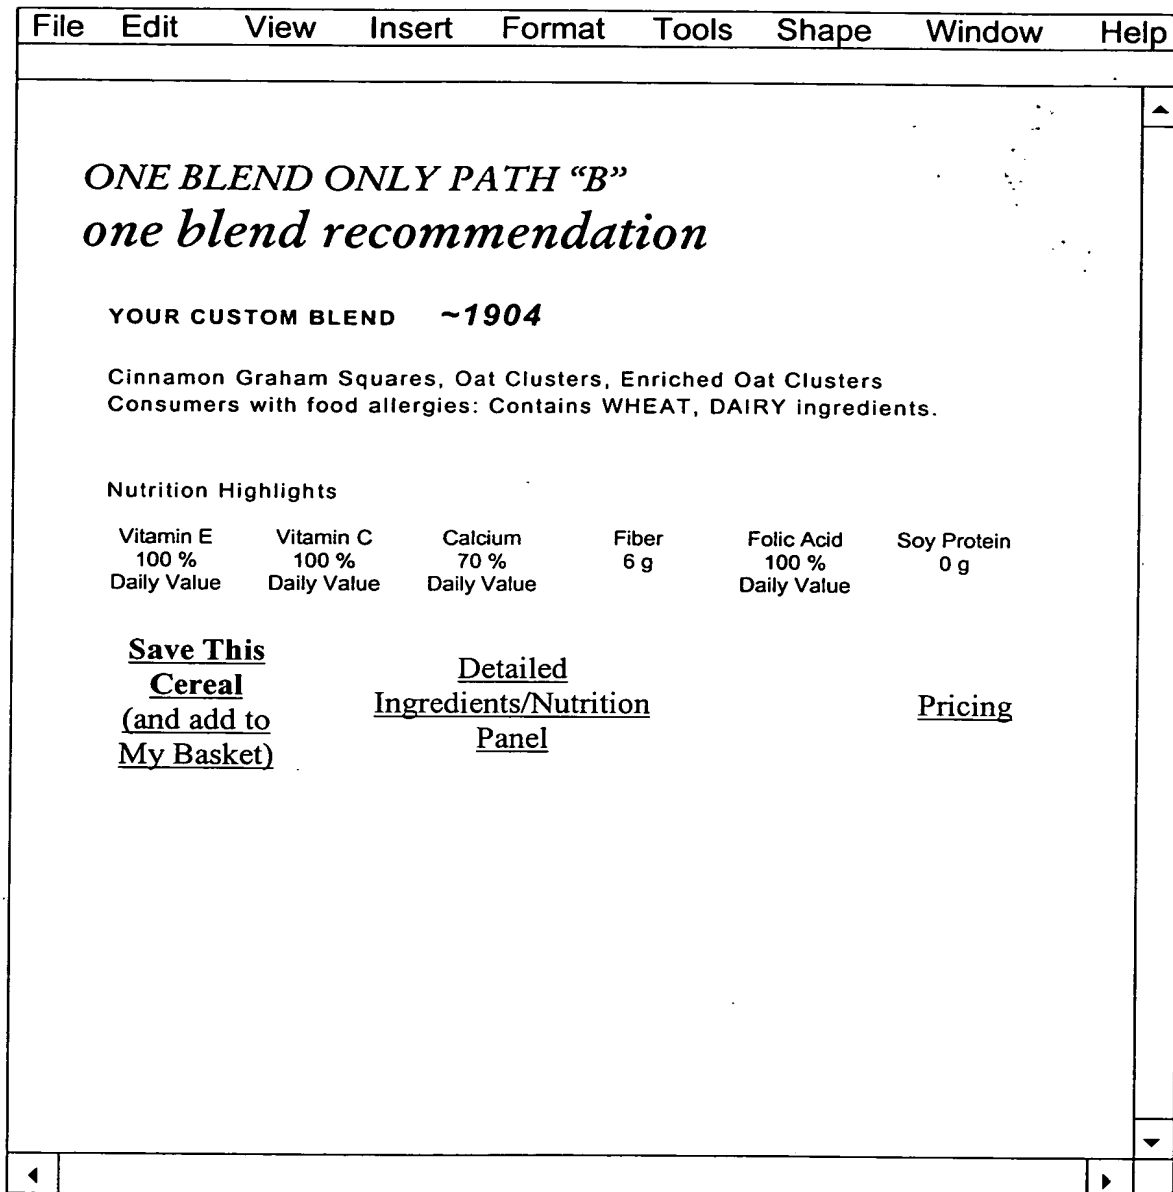 File Edit View Insert Format Tools Shape Window Help
ONE BLEND ONLY PATH “B”
one blend recommendation
YOUR CUSTOM BLEND ~1904
Cinnamon Graham Squares, Oat Clusters, Enriched Oat Clusters
Consumers with food allergies: Contains WHEAT, DAIRY ingredients.
Nutrition Highlights
Vitamin E Vitamin C Calcium Fiber Folic Acid Soy Protein
100 % 100 % 70 % 6 g 100 % 0 g
Daily Value Daily Value Daily Value Daily Value
Save This
Cereal
(and add to
My Basket)
Detailed
Ingredients/Nutrition
Panel
Pricing